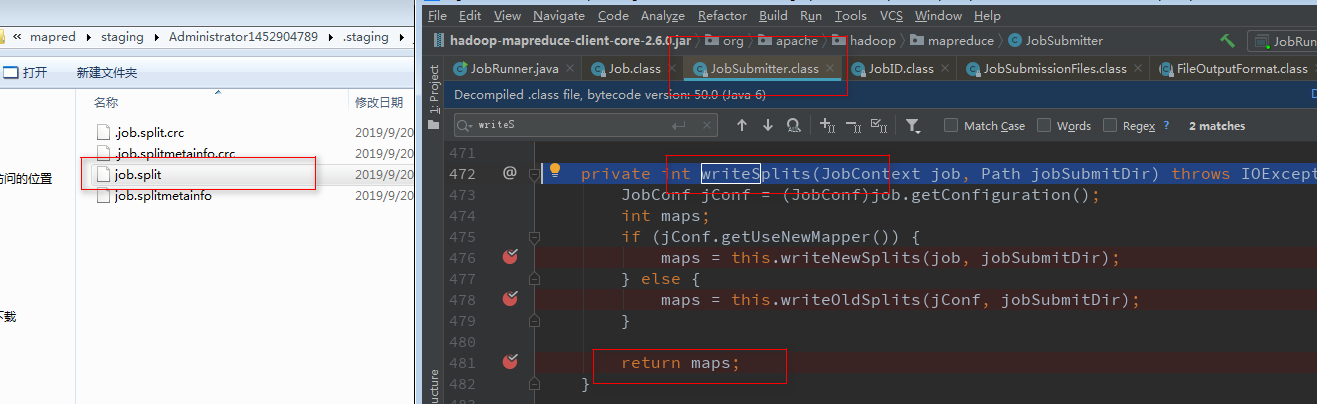 « mapred ▸ staging ▸ Administrator1452904789 ▸ .staging ▸
打开 新建文件夹
名称 修改日期
.job.split.crc 2019/9/20
.job.splitmetainfo.crc 2019/9/20
访问的位置
job.split 2019/9/20
job.splitmetainfo 2019/9/20
下载
File Edit View Navigate Code Analyze Refactor Build Run Tools VCS Window Help
hadoop-mapreduce-client-core-2.6.0.jar org apache hadoop mapreduce JobSubmitter JobRun
JobRunner.java Job.class JobSubmitter.class JobID.class JobSubmissionFiles.class FileOutputFormat.class
1: Project
Decompiled .class file, bytecode version: 50.0 (Java 6)
writeS Match Case Words Regex ? 2 matches
471
472 @ private int writeSplits(JobContext job, Path jobSubmitDir) throws IOExcept
473 JobConf jConf = (JobConf)job.getConfiguration();
474 int maps;
475 if (jConf.getUseNewMapper()) {
476 maps = this.writeNewSplits(job, jobSubmitDir);
477 } else {
478 maps = this.writeOldSplits(jConf, jobSubmitDir);
479 }
480
481 return maps;
482 }
ucture